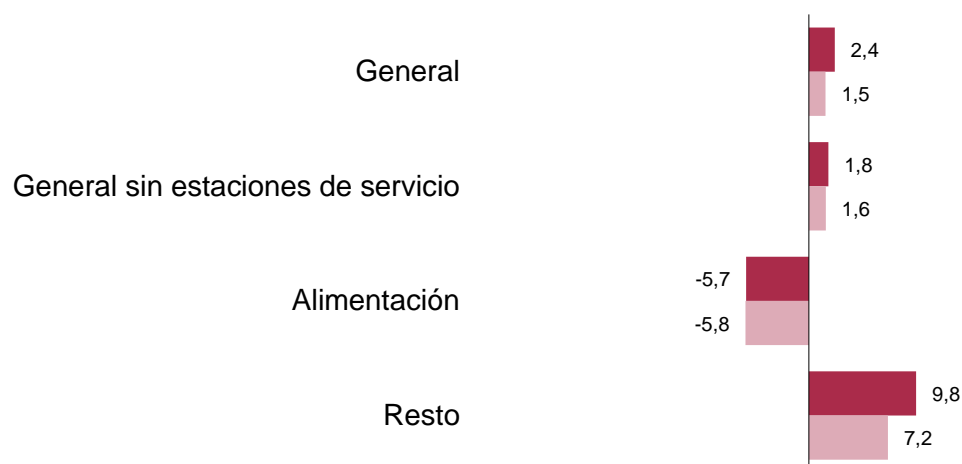 General
2,4
1,5
General sin estaciones de servicio
1,8
1,6
Alimentación
-5,7
-5,8
Resto
9,8
7,2